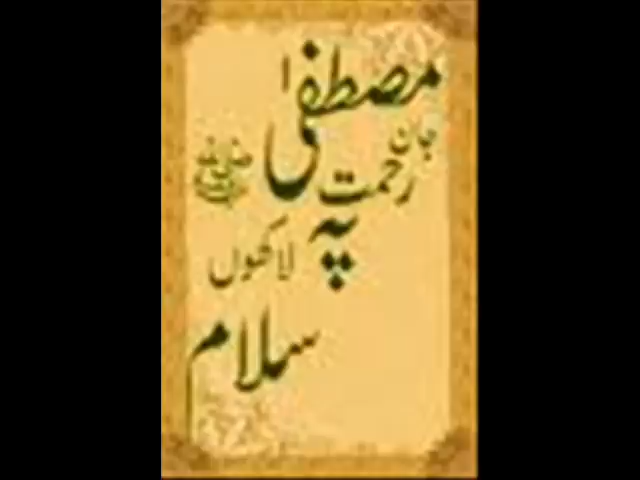 مصطفیٰ
جان رحمت
ﷺ
پہ
لاکھوں
سلام